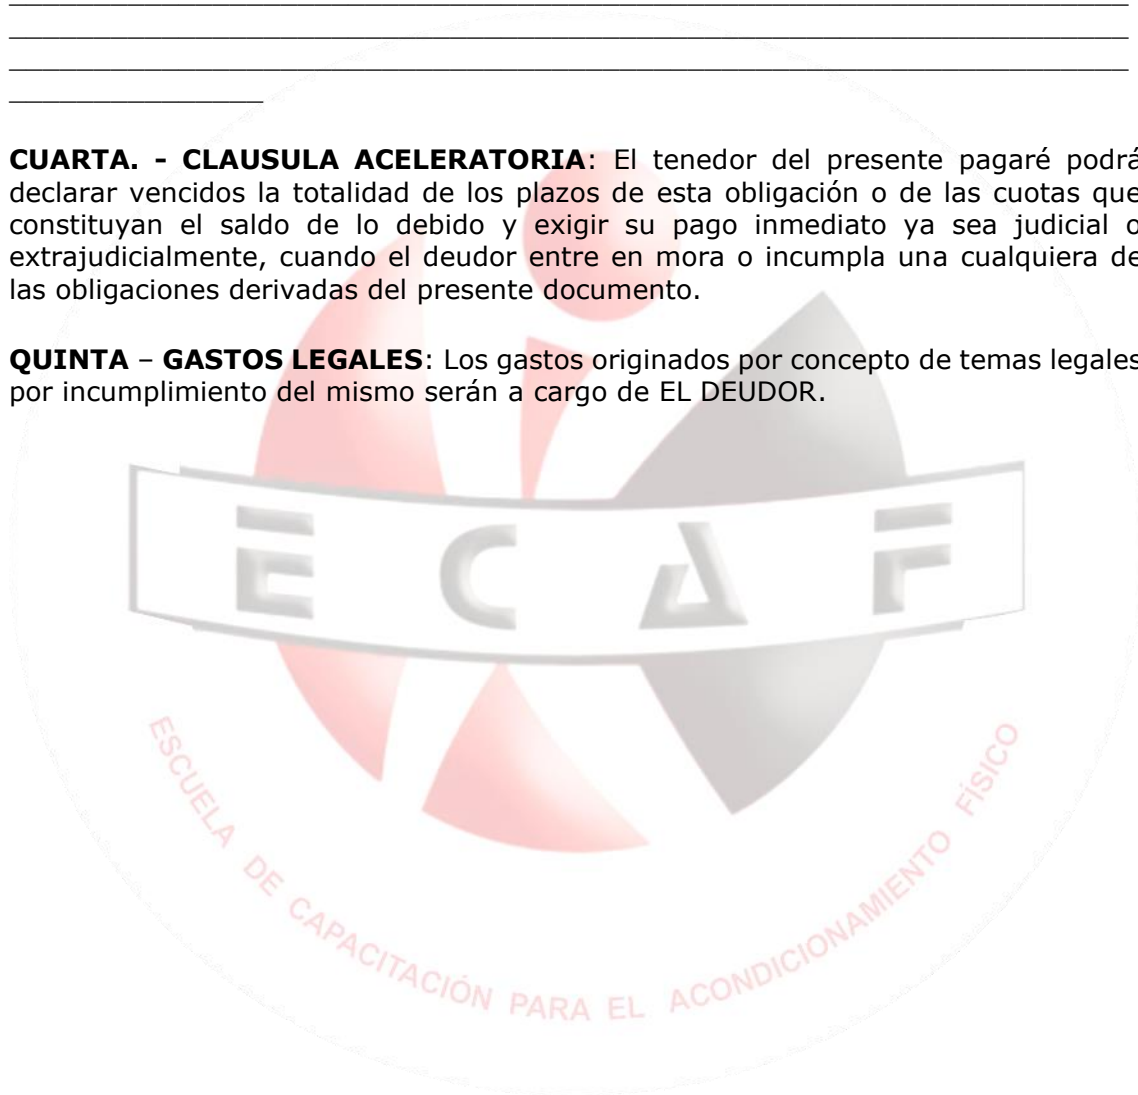 CUARTA. - CLAUSULA ACELERATORIA: El tenedor del presente pagaré podrá
declarar vencidos la totalidad de los plazos de esta obligación o de las cuotas que
constituyan el saldo de lo debido y exigir su pago inmediato ya sea judicial o
extrajudicialmente, cuando el deudor entre en mora o incumpla una cualquiera de
las obligaciones derivadas del presente documento.
QUINTA – GASTOS LEGALES: Los gastos originados por concepto de temas legales
por incumplimiento del mismo serán a cargo de EL DEUDOR.
ECAF
ESCUELA DE CAPACITACIÓN PARA EL ACONDICIONAMIENTO FÍSICO